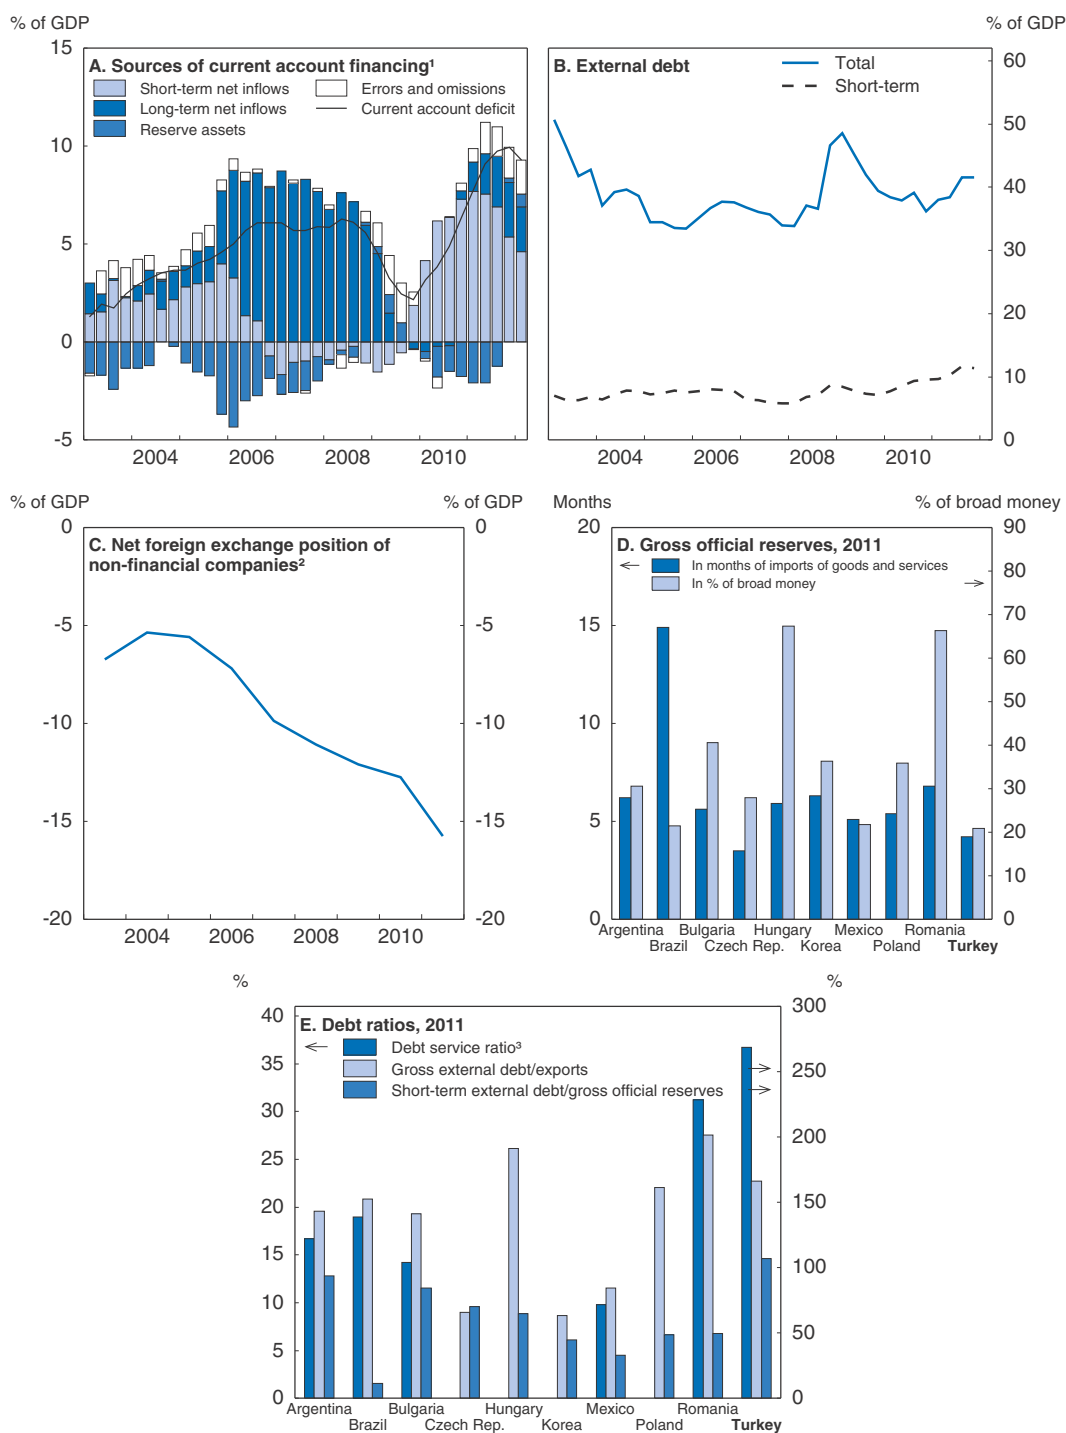 % of GDP
% of GDP
15
10
5
0
-5
A. Sources of current account financing¹
Short-term net inflows
Long-term net inflows
Reserve assets
Errors and omissions
Current account deficit
2004 2006 2008 2010
B. External debt
Total
Short-term
60
50
40
30
20
10
0
2004 2006 2008 2010
% of GDP
% of GDP
0
-5
-10
-15
-20
C. Net foreign exchange position of
non-financial companies²
0
-5
-10
-15
-20
2004 2006 2008 2010
Months
% of broad money
20
15
10
5
0
D. Gross official reserves, 2011
In months of imports of goods and services
In % of broad money
90
80
70
60
50
40
30
20
10
0
Argentina Bulgaria Hungary Mexico Romania
Brazil Czech Rep. Korea Poland Turkey
%
%
40
35
30
25
20
15
10
5
0
E. Debt ratios, 2011
Debt service ratio³
Gross external debt/exports
Short-term external debt/gross official reserves
300
250
200
150
100
50
0
Argentina Bulgaria Hungary Mexico Romania
Brazil Czech Rep. Korea Poland Turkey